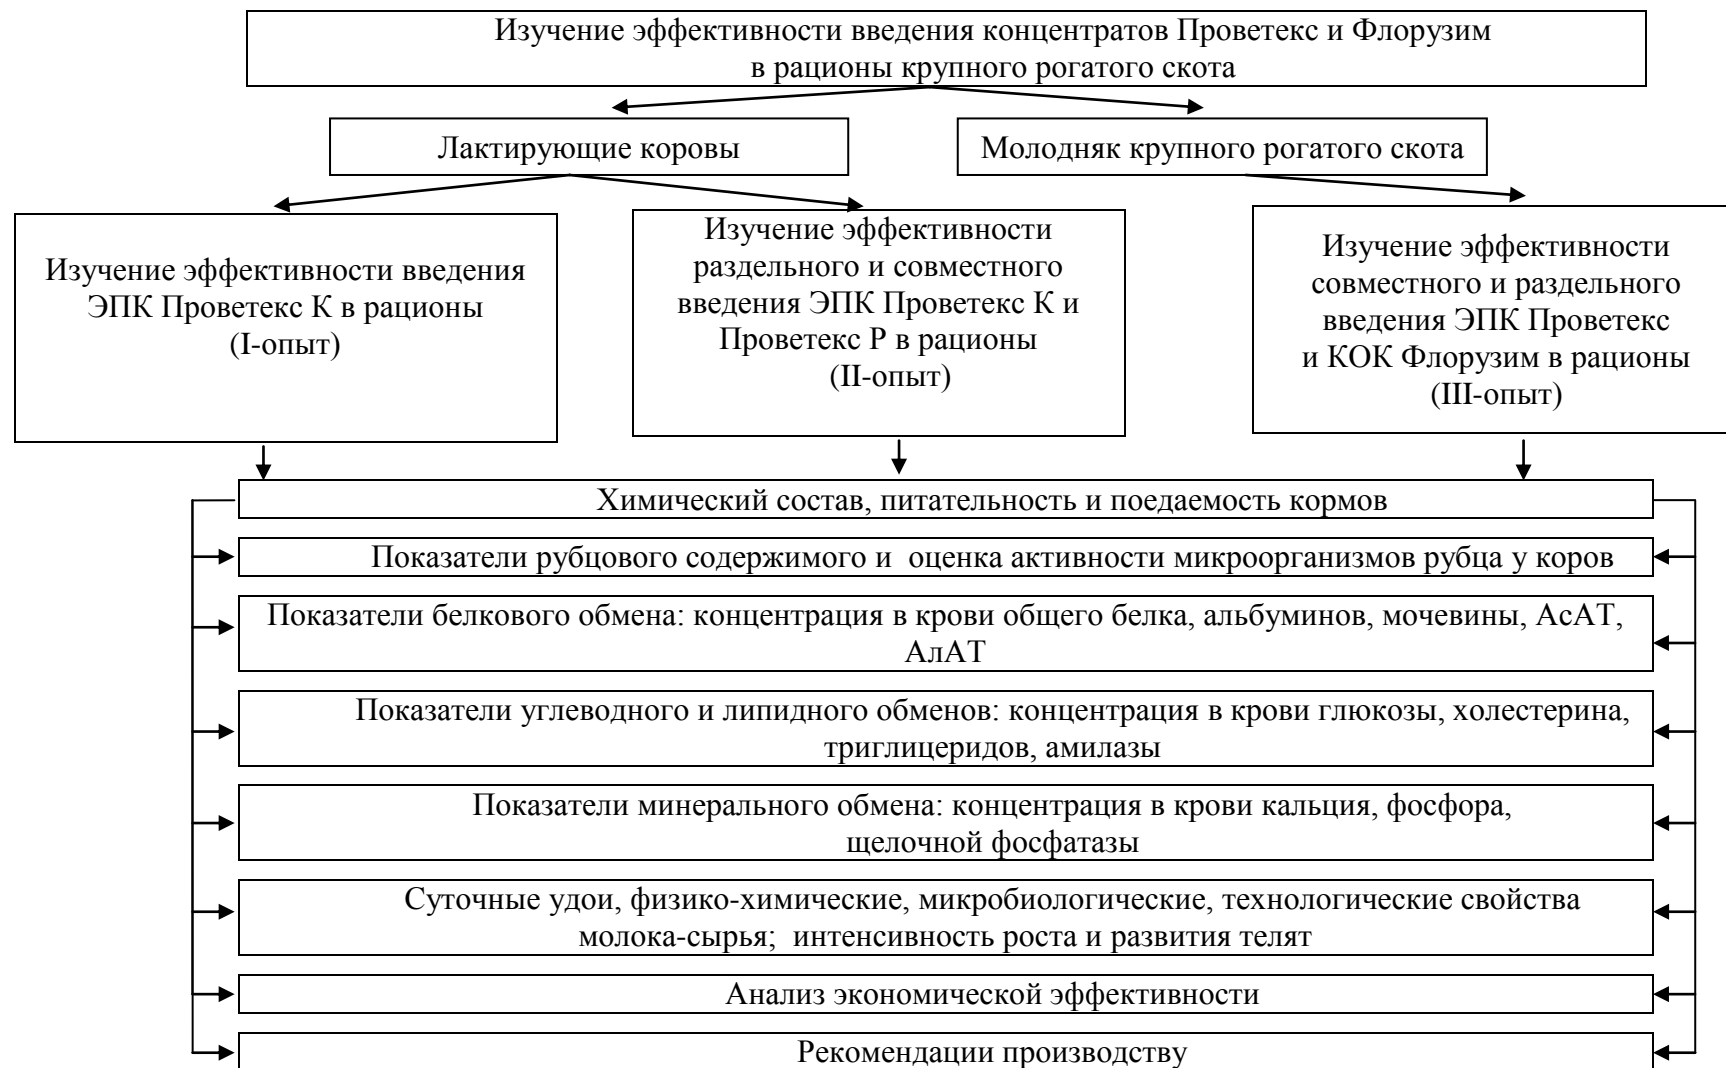 Изучение эффективности введения концентратов Проветекс и Флорузим
в рационы крупного рогатого скота
Лактирующие коровы
Молодняк крупного рогатого скота
Изучение эффективности введения
ЭПК Проветекс К в рационы
(I-опыт)
Изучение эффективности
раздельного и совместного
введения ЭПК Проветекс К и
Проветекс Р в рационы
(II-опыт)
Изучение эффективности
совместного и раздельного
введения ЭПК Проветекс
и КОК Флорузим в рационы
(III-опыт)
Химический состав, питательность и поедаемость кормов
Показатели рубцового содержимого и оценка активности микроорганизмов рубца у коров
Показатели белкового обмена: концентрация в крови общего белка, альбуминов, мочевины, АсАТ,
АлАТ
Показатели углеводного и липидного обменов: концентрация в крови глюкозы, холестерина,
триглицеридов, амилазы
Показатели минерального обмена: концентрация в крови кальция, фосфора,
щелочной фосфатазы
Суточные удои, физико-химические, микробиологические, технологические свойства
молока-сырья; интенсивность роста и развития телят
Анализ экономической эффективности
Рекомендации производству